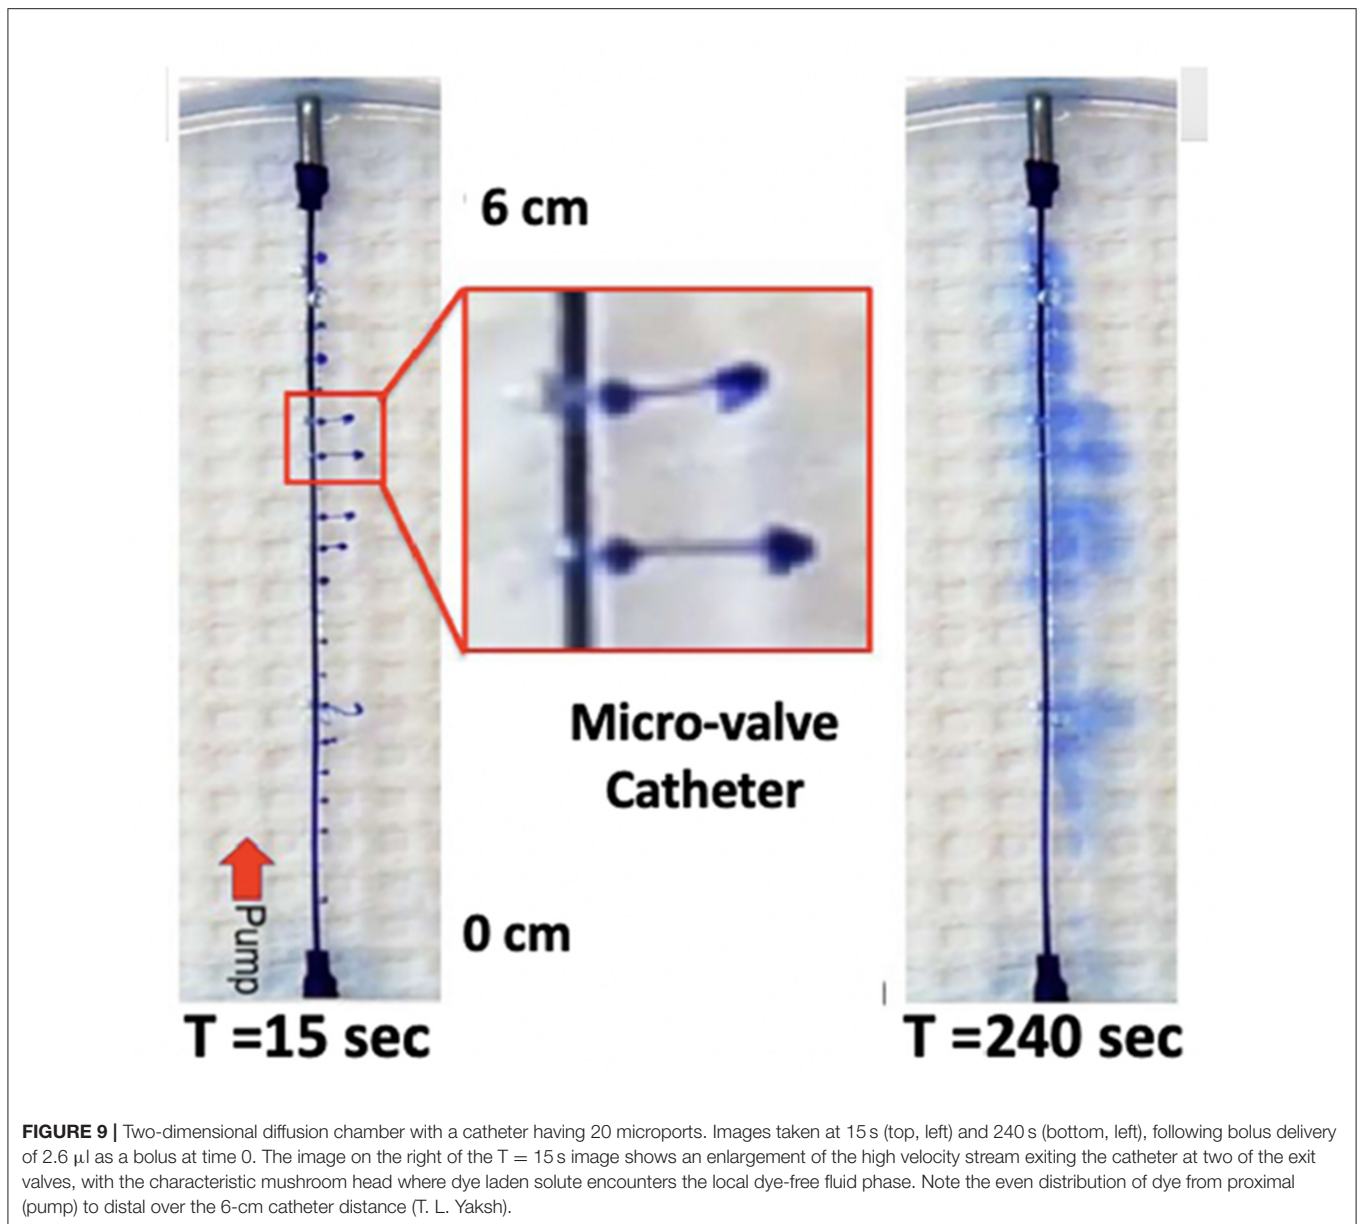 6 cm
Micro-valve
Catheter
Pump
0 cm
T =15 sec
T =240 sec
FIGURE 9 | Two-dimensional diffusion chamber with a catheter having 20 microports. Images taken at 15 s (top, left) and 240 s (bottom, left), following bolus delivery
of 2.6 μl as a bolus at time 0. The image on the right of the T = 15 s image shows an enlargement of the high velocity stream exiting the catheter at two of the exit
valves, with the characteristic mushroom head where dye laden solute encounters the local dye-free fluid phase. Note the even distribution of dye from proximal
(pump) to distal over the 6-cm catheter distance (T. L. Yaksh).